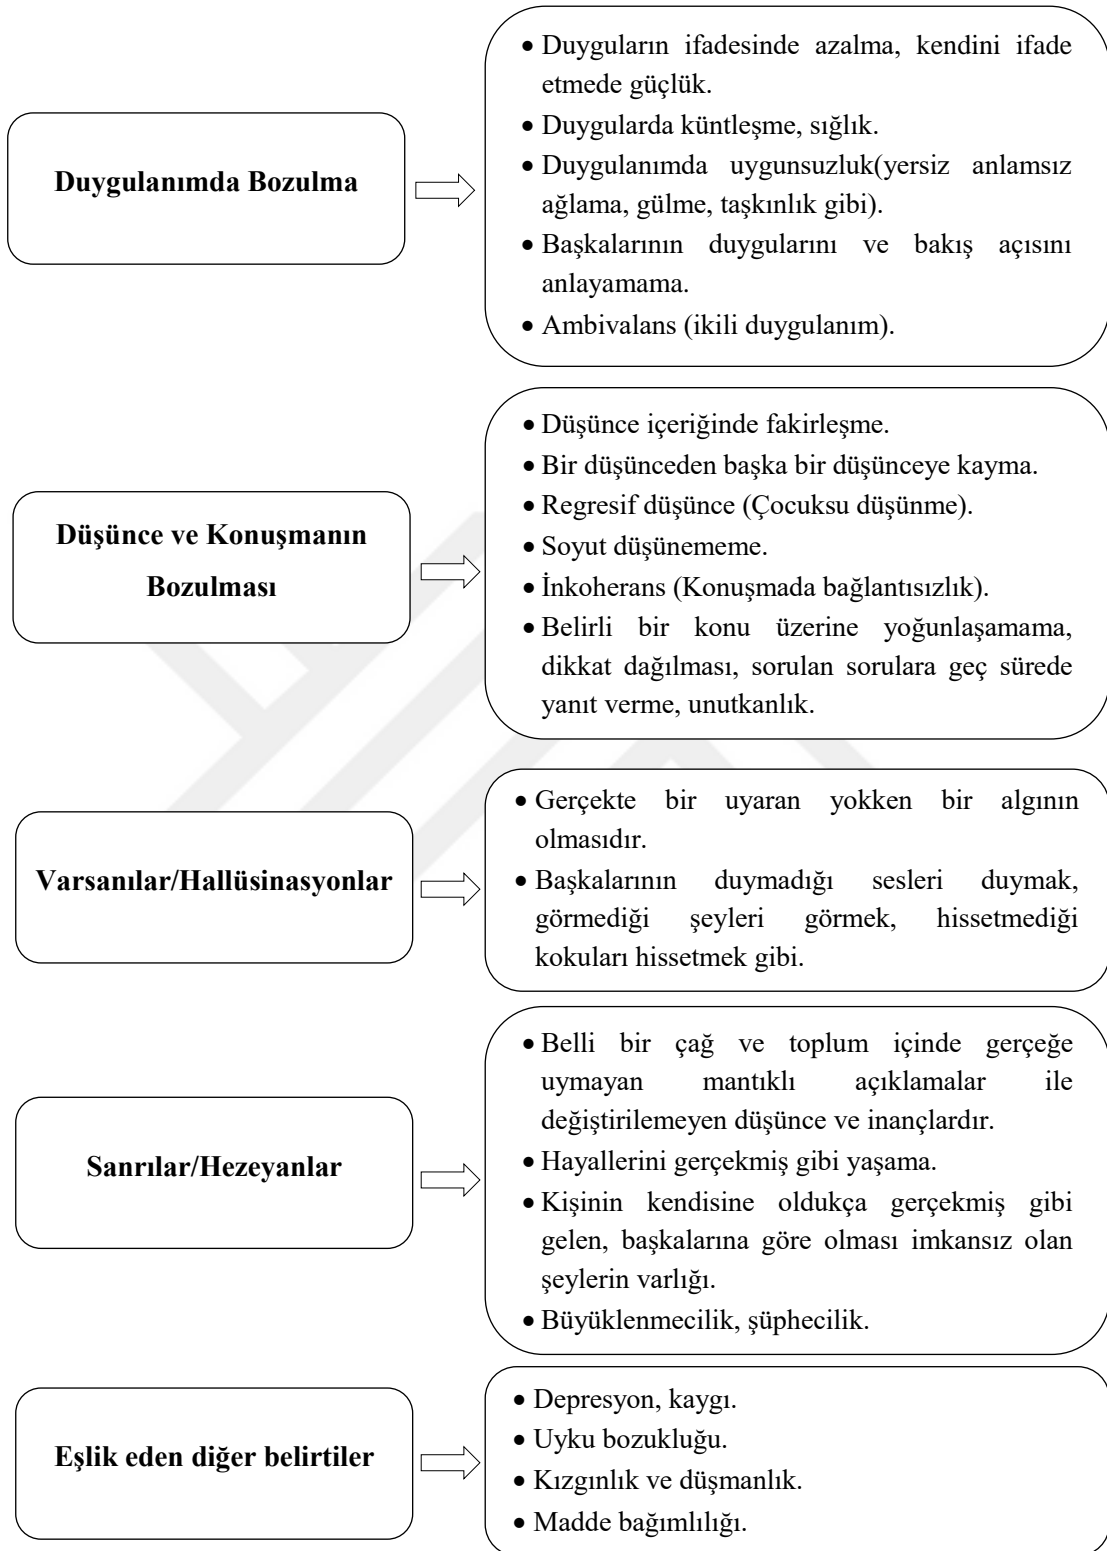 Duygulanımda Bozulma
• Duyguların ifadesinde azalma, kendini ifade
etmede güçlük.
• Duygularda küntleşme, sığlık.
• Duygulanımda uygunsuzluk(yersiz anlamsız
ağlama, gülme, taşkınlık gibi).
• Başkalarının duygularını ve bakış açısını
anlayamama.
• Ambivalans (ikili duygulanım).
Düşünce ve Konuşmanın
Bozulması
• Düşünce içeriğinde fakirleşme.
• Bir düşünceden başka bir düşünceye kayma.
• Regresif düşünce (Çocuksu düşünme).
• Soyut düşünememe.
• İnkoherans (Konuşmada bağlantısızlık).
• Belirli bir konu üzerine yoğunlaşamama,
dikkat dağılması, sorulan sorulara geç sürede
yanıt verme, unutkanlık.
Varsanılar/Hallüsinasyonlar
• Gerçekte bir uyaran yokken bir algının
olmasıdır.
• Başkalarının duymadığı sesleri duymak,
görmediği şeyleri görmek, hissetmediği
kokuları hissetmek gibi.
Sanrılar/Hezeyanlar
• Belli bir çağ ve toplum içinde gerçeğe
uymayan mantıklı açıklamalar ile
değiştirilemeyen düşünce ve inançlardır.
• Hayallerini gerçekmiş gibi yaşama.
• Kişinin kendisine oldukça gerçekmiş gibi
gelen, başkalarına göre olması imkansız olan
şeylerin varlığı.
• Büyüklenmecilik, şüphecilik.
Eşlik eden diğer belirtiler
• Depresyon, kaygı.
• Uyku bozukluğu.
• Kızgınlık ve düşmanlık.
• Madde bağımlılığı.